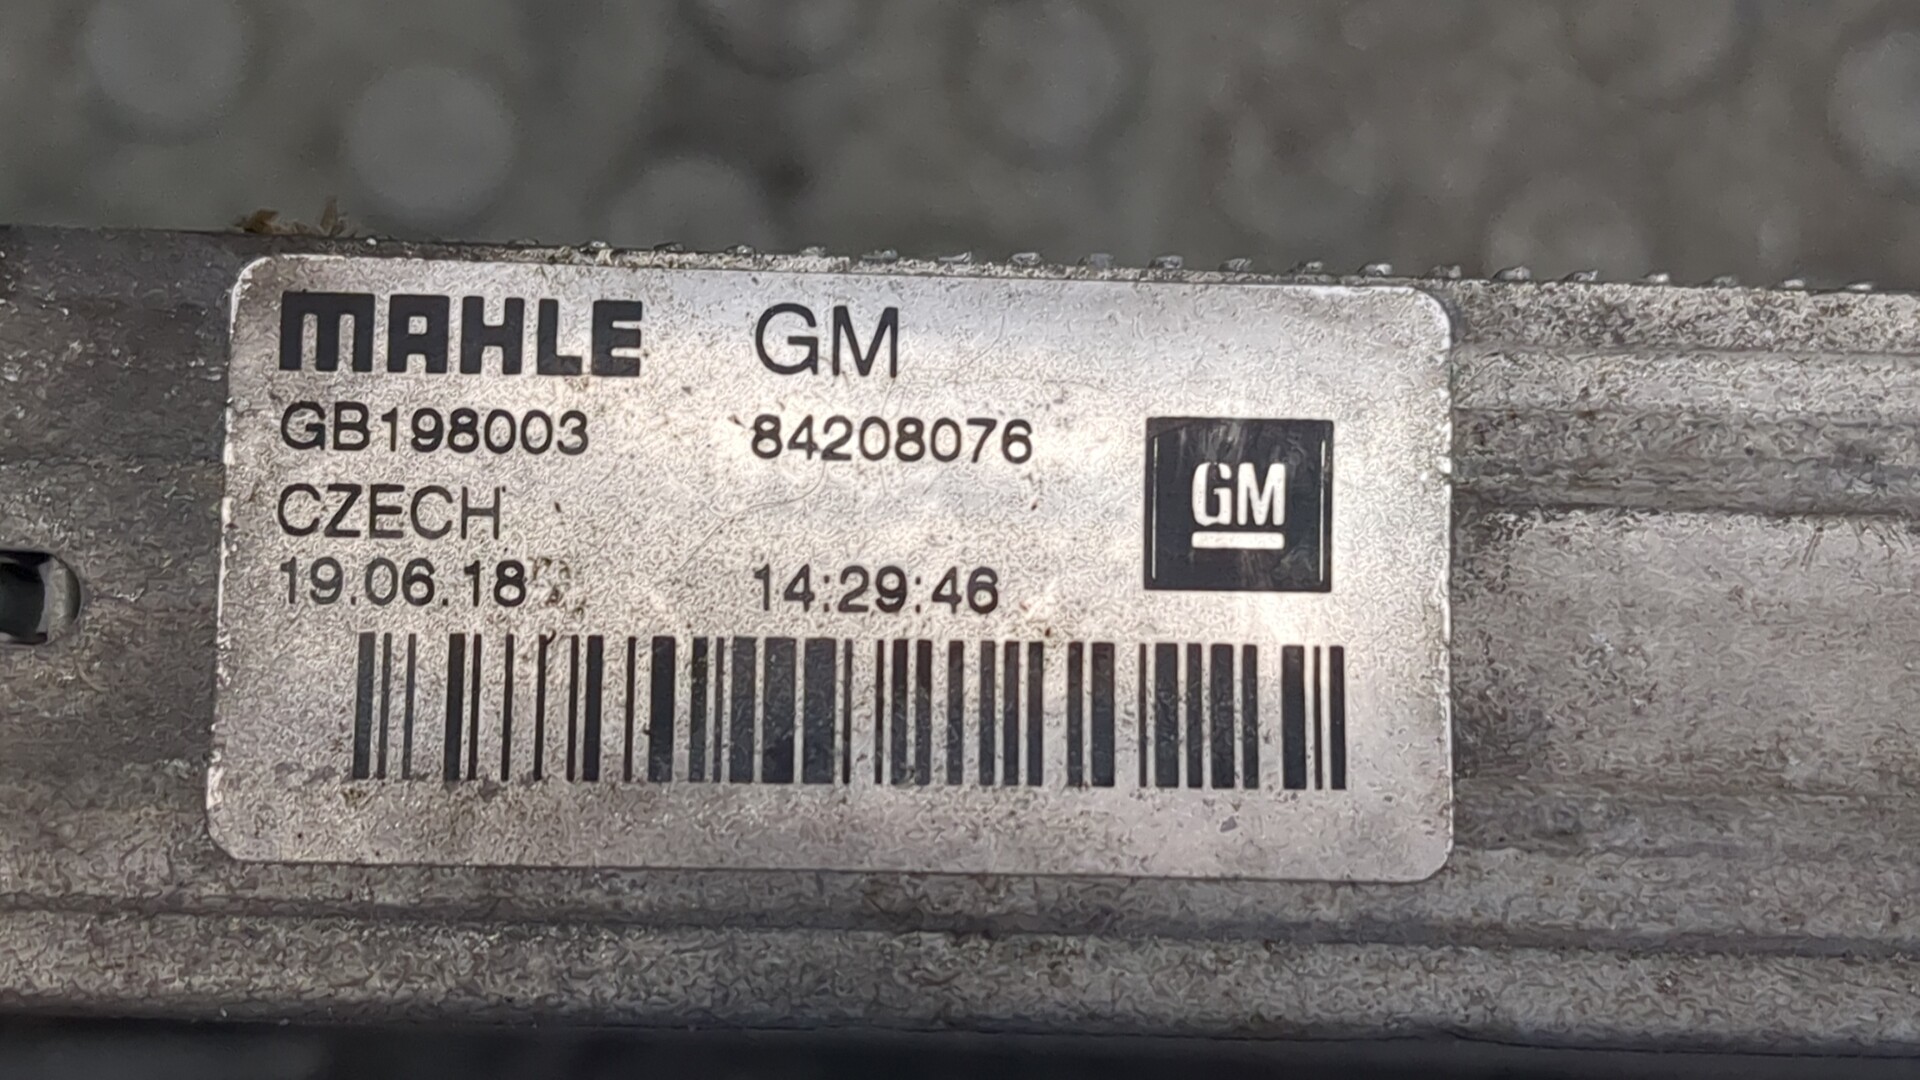 MAHLE GM
GB198003 84208076
CZECH
19.06.18 14:29:46
GM